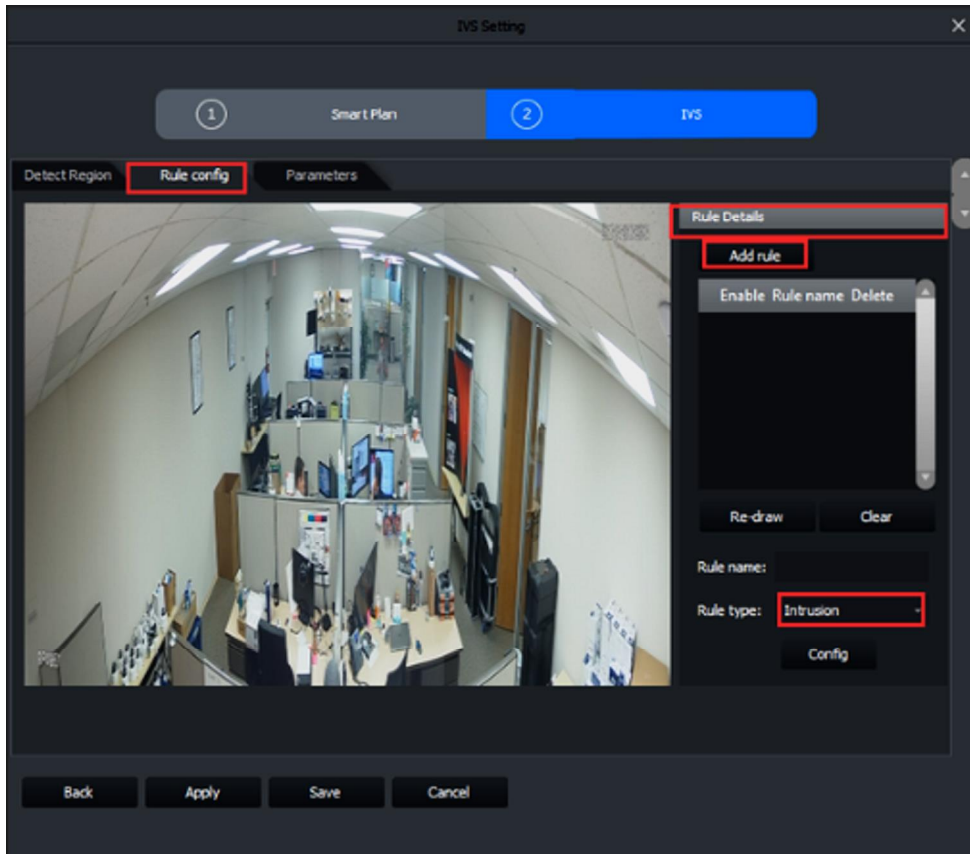 IVS Setting
1 Smart Plan 2 IVS
Detect Region Rule config Parameters
Rule Details
Add rule
Enable Rule name Delete
Re-draw Clear
Rule name:
Rule type: Intrusion
Config
Back Apply Save Cancel